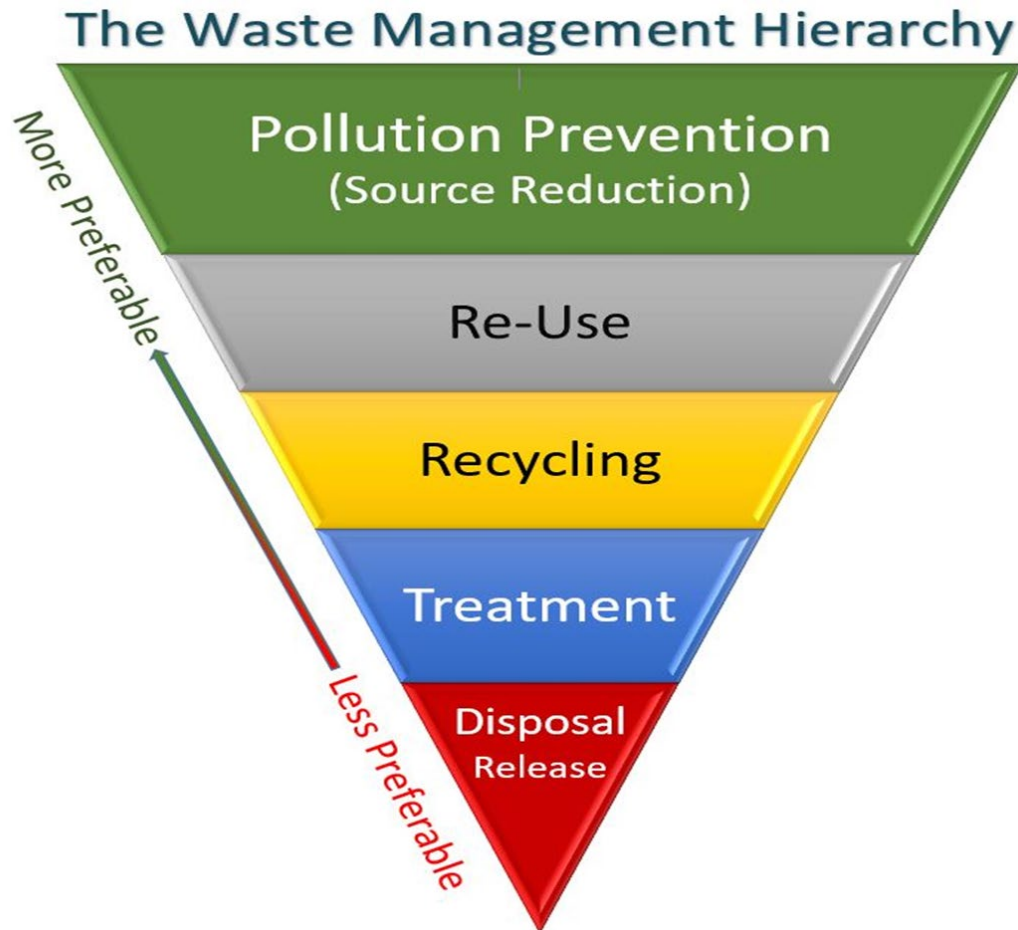 The Waste Management Hierarchy
Pollution Prevention
(Source Reduction)
More Preferable
Re-Use
Recycling
Treatment
Less Preferable
Disposal
Release